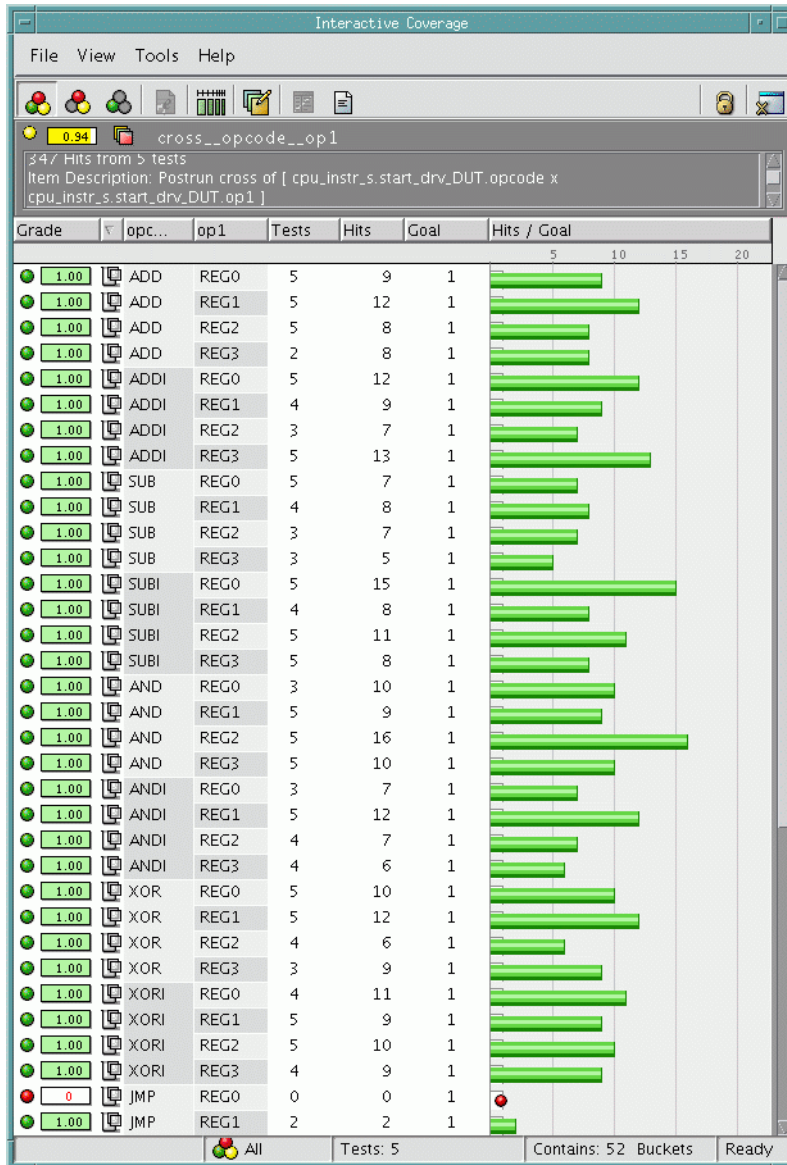 Interactive Coverage
File View Tools Help
0.94 cross__opcode__op1
347 Hits from 5 tests
Item Description: Postrun cross of [ cpu_instr_s.start_drv_DUT.opcode x
cpu_instr_s.start_drv_DUT.op1 ]
Grade opc... op1 Tests Hits Goal Hits / Goal
5 10 15 20
1.00 ADD REG0 5 9 1
1.00 ADD REG1 5 12 1
1.00 ADD REG2 5 8 1
1.00 ADD REG3 2 8 1
1.00 ADDI REG0 5 12 1
1.00 ADDI REG1 4 9 1
1.00 ADDI REG2 3 7 1
1.00 ADDI REG3 5 13 1
1.00 SUB REG0 5 7 1
1.00 SUB REG1 4 8 1
1.00 SUB REG2 3 7 1
1.00 SUB REG3 3 5 1
1.00 SUBI REG0 5 15 1
1.00 SUBI REG1 4 8 1
1.00 SUBI REG2 5 11 1
1.00 SUBI REG3 5 8 1
1.00 AND REG0 3 10 1
1.00 AND REG1 5 9 1
1.00 AND REG2 5 16 1
1.00 AND REG3 5 10 1
1.00 ANDI REG0 3 7 1
1.00 ANDI REG1 5 12 1
1.00 ANDI REG2 4 7 1
1.00 ANDI REG3 4 6 1
1.00 XOR REG0 5 10 1
1.00 XOR REG1 5 12 1
1.00 XOR REG2 4 6 1
1.00 XOR REG3 3 9 1
1.00 XORI REG0 4 11 1
1.00 XORI REG1 5 9 1
1.00 XORI REG2 5 10 1
1.00 XORI REG3 4 9 1
0 JMP REG0 0 0 1
1.00 JMP REG1 2 2 1
All Tests: 5 Contains: 52 Buckets Ready